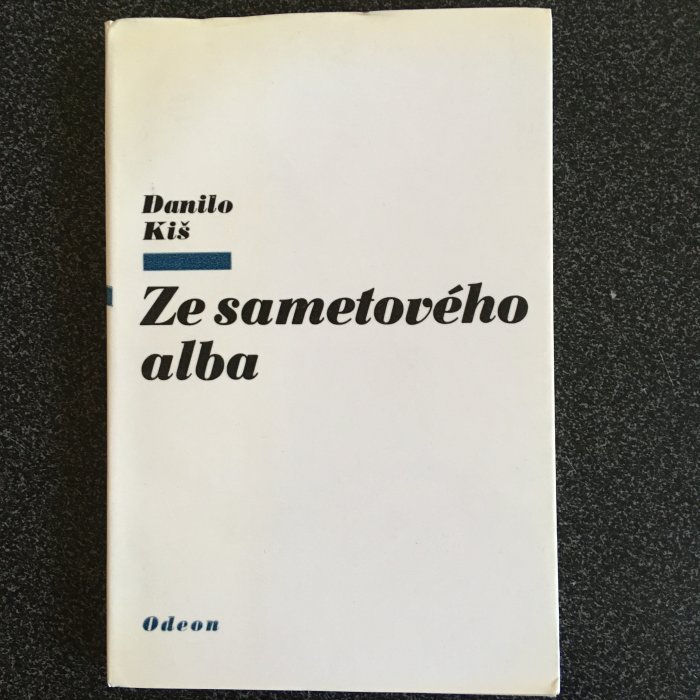 Danilo
Kiš
Ze sametového
alba
Odeon